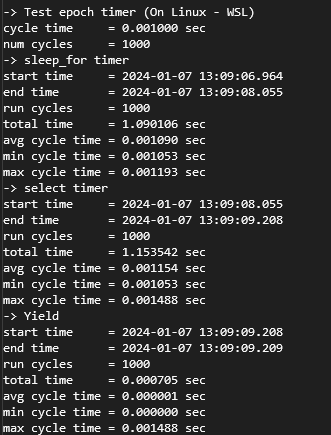 -> Test epoch timer (On Linux - WSL)
cycle time     = 0.001000 sec
num cycles     = 1000
-> sleep_for timer
start time     = 2024-01-07 13:09:06.964
end time       = 2024-01-07 13:09:08.055
run cycles     = 1000
total time     = 1.090106 sec
avg cycle time = 0.001090 sec
min cycle time = 0.001053 sec
max cycle time = 0.001193 sec
-> select timer
start time     = 2024-01-07 13:09:08.055
end time       = 2024-01-07 13:09:09.208
run cycles     = 1000
total time     = 1.153542 sec
avg cycle time = 0.001154 sec
min cycle time = 0.001053 sec
max cycle time = 0.001488 sec
-> Yield
start time     = 2024-01-07 13:09:09.208
end time       = 2024-01-07 13:09:09.209
run cycles     = 1000
total time     = 0.000705 sec
avg cycle time = 0.000001 sec
min cycle time = 0.000000 sec
max cycle time = 0.001488 sec